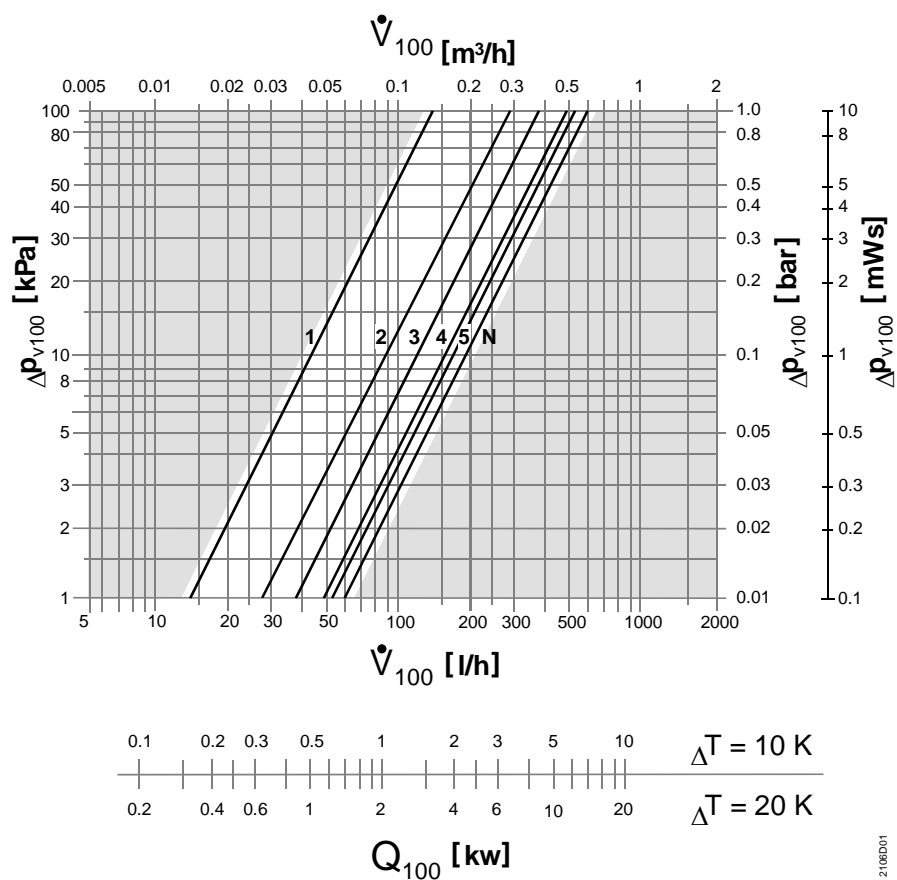 V̇100 [m³/h]
0.005 0.01 0.02 0.03 0.05 0.1 0.2 0.3 0.5 1 2
100 1.0 10
80 0.8 8
50 0.5 5
40 0.4 4
30 0.3 3
20 0.2 2
1 2 3 4 5 N
10 0.1 1
8
5 0.05 0.5
3 0.03 0.3
2 0.02 0.2
1 0.01 0.1
Δpv100 [kPa]
Δpv100 [bar]
Δpv100 [mWs]
5 10 20 30 50 100 200 300 500 1000 2000
V̇100 [l/h]
0.1 0.2 0.3 0.5 1 2 3 5 10 ΔT = 10 K
0.2 0.4 0.6 1 2 4 6 10 20 ΔT = 20 K
Q100 [kw]
2106D01